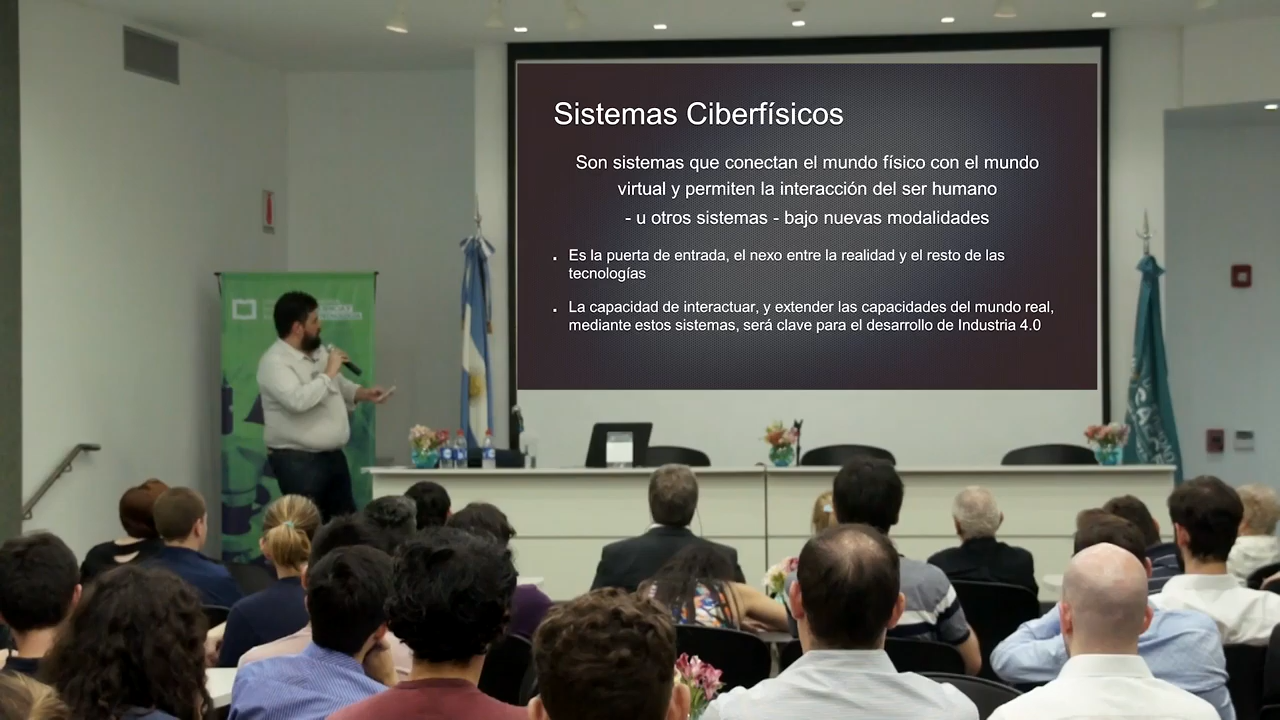 Sistemas Ciberfísicos
Son sistemas que conectan el mundo físico con el mundo
virtual y permiten la interacción del ser humano
- u otros sistemas - bajo nuevas modalidades
Es la puerta de entrada, el nexo entre la realidad y el resto de las
tecnologías
La capacidad de interactuar, y extender las capacidades del mundo real,
mediante estos sistemas, será clave para el desarrollo de Industria 4.0